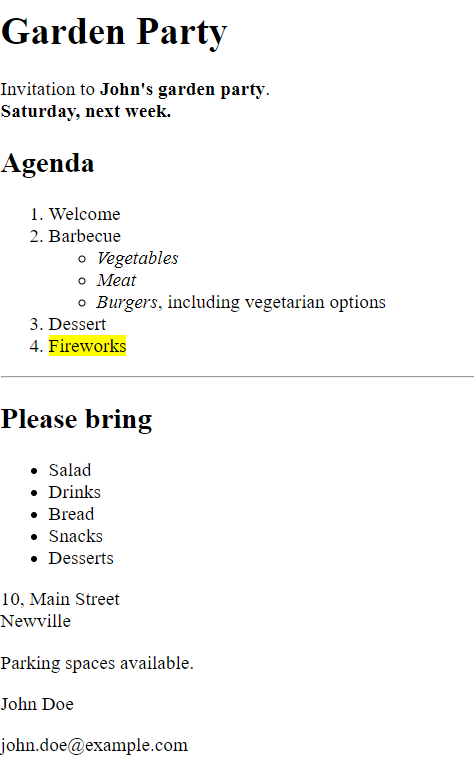 Garden Party
Invitation to John's garden party.
Saturday, next week.
Agenda
1. Welcome
2. Barbecue
Vegetables
Meat
Burgers, including vegetarian options
3. Dessert
4. Fireworks
Please bring
Salad
Drinks
Bread
Snacks
Desserts
10, Main Street
Newville
Parking spaces available.
John Doe
john.doe@example.com